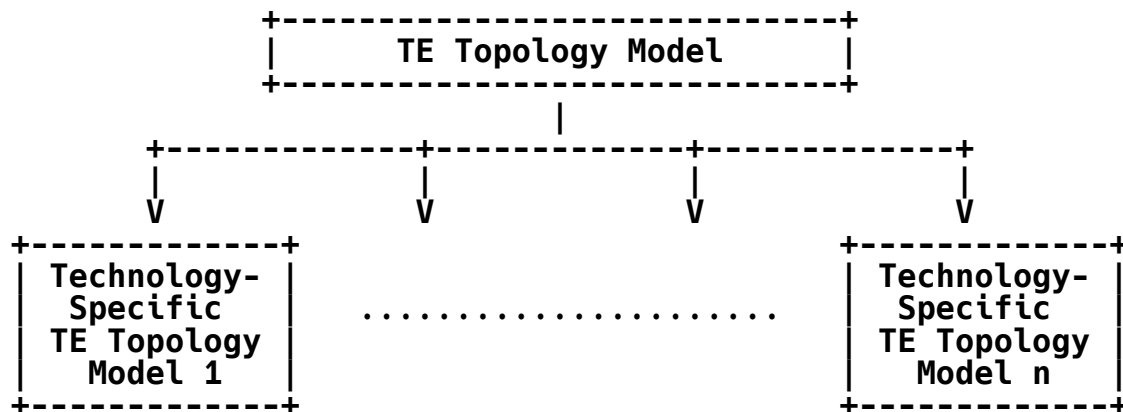 TE Topology Model
Technology-
Specific
TE Topology
Model 1
......................
Technology-
Specific
TE Topology
Model n